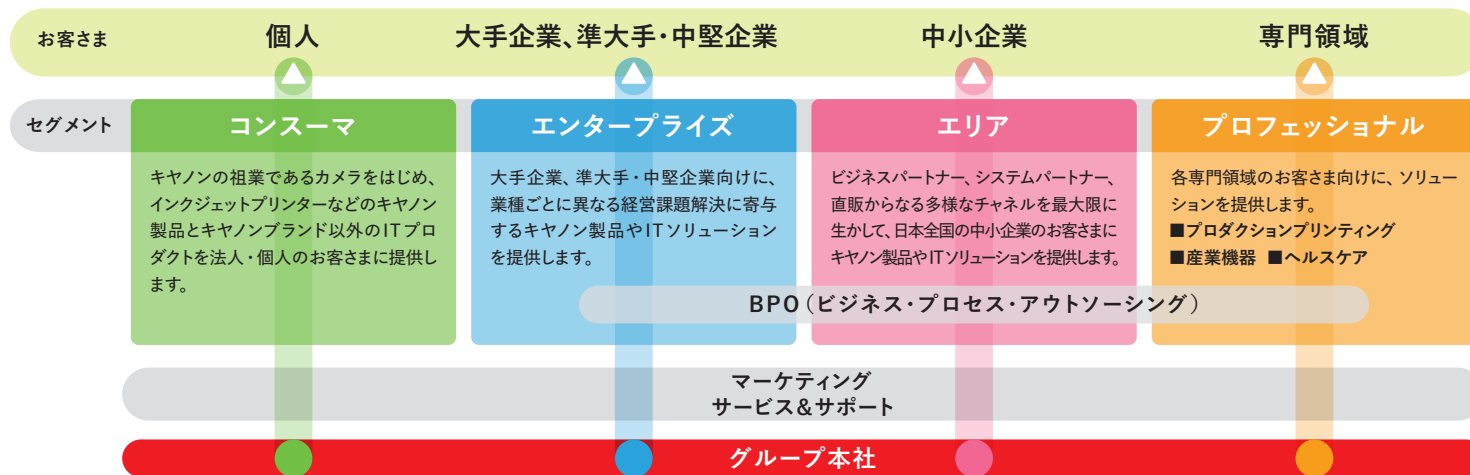 お客さま
個人
大手企業、準大手・中堅企業
中小企業
専門領域
セグメント
コンスーマ
キヤノンの祖業であるカメラをはじめ、
インクジェットプリンターなどのキヤノン
製品とキヤノンブランド以外のITプロ
ダクトを法人・個人のお客さまに提供し
ます。
エンタープライズ
大手企業、準大手・中堅企業向けに、
業種ごとに異なる経営課題解決に寄与
するキヤノン製品やITソリューション
を提供します。
エリア
ビジネスパートナー、システムパートナー、
直販からなる多様なチャネルを最大限に
生かして、日本全国の中小企業のお客さまに
キヤノン製品やITソリューションを提供します。
プロフェッショナル
各専門領域のお客さま向けに、ソリュー
ションを提供します。
■プロダクションプリンティング
■産業機器 ■ヘルスケア
BPO（ビジネス・プロセス・アウトソーシング）
マーケティング
サービス&サポート
グループ本社